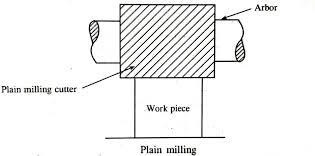 Arbor
Plain milling cutter
Work piece
Plain milling